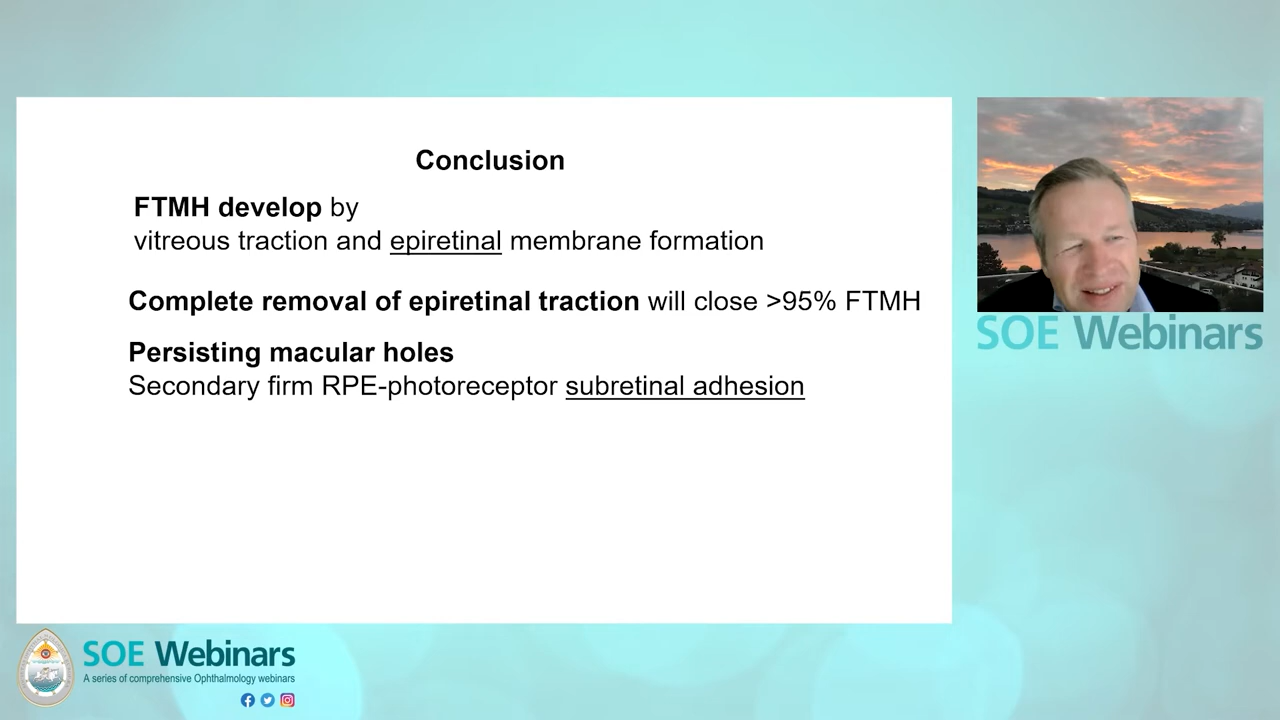 Conclusion
FTMH develop by
vitreous traction and epiretinal membrane formation
Complete removal of epiretinal traction will close >95% FTMH
Persisting macular holes
Secondary firm RPE-photoreceptor subretinal adhesion
SOE Webinars
SOE Webinars
A series of comprehensive Ophthalmology webinars